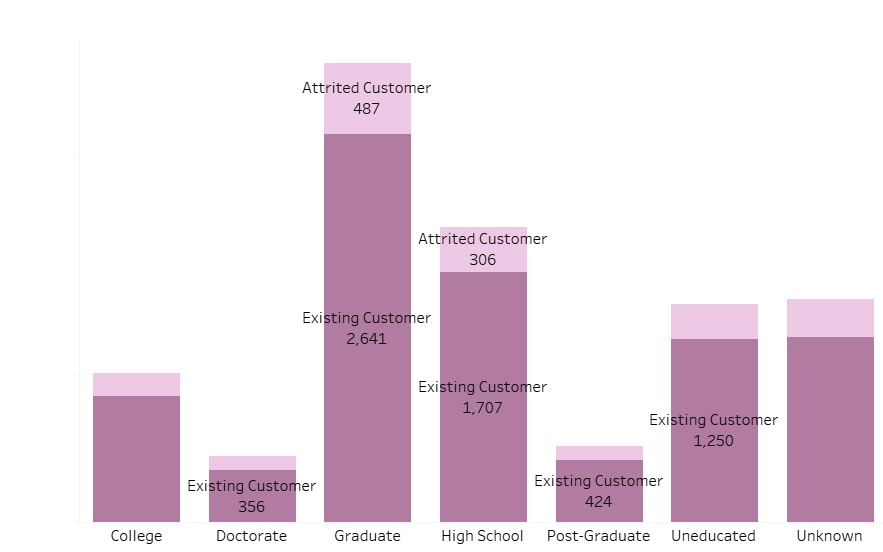 Attrited Customer
487
Attrited Customer
306
Existing Customer
2,641
Existing Customer
1,707
Existing Customer
1,250
Existing Customer
356
Existing Customer
424
College
Doctorate
Graduate
High School
Post-Graduate
Uneducated
Unknown